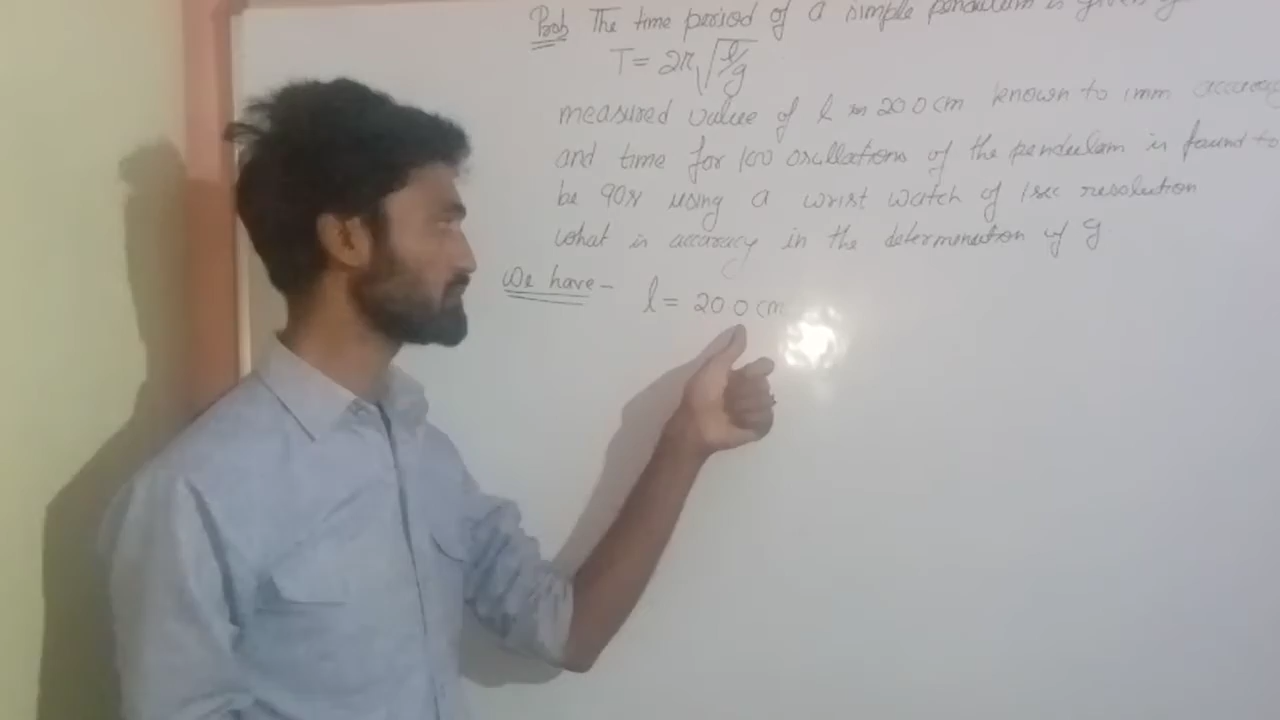 Prob The time period of a simple pendulum is given
T = 2π√l/g
measured value of l is 20 0 cm known to 1mm accuracy
and time for 100 oscillations of the pendulam is found to
be 90s using a wrist watch of 1sec resolution
what is accuracy in the determination of g
We have - l = 20 0 cm